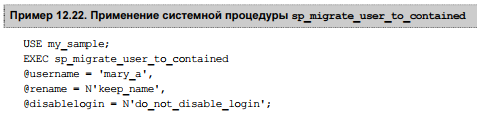 Пример 12.22. Применение системной процедуры sp_migrate_user_to_contained
USE my_sample;
EXEC sp_migrate_user_to_contained
@username = 'mary_a',
@rename = N'keep_name',
@disablelogin = N'do_not_disable_login';